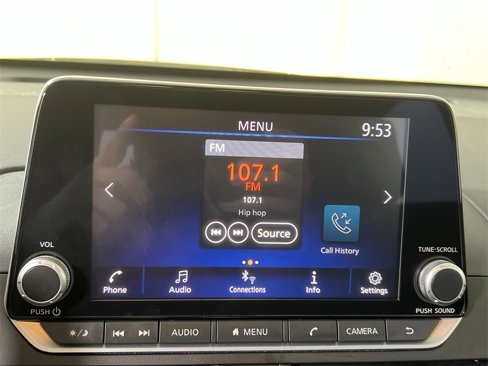 MENU 9:53
FM
107.1
FM
107.1
Hip hop
Source
Call History
VOL
TUNE·SCROLL
Phone Audio Connections Info Settings
PUSH
PUSH SOUND
AUDIO MENU CAMERA